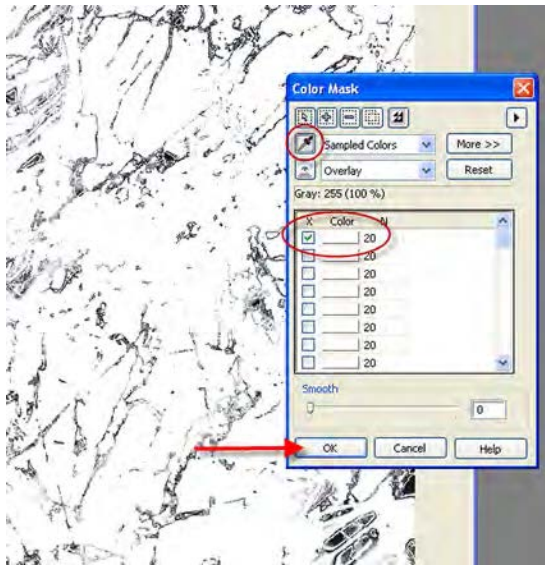 Color Mask
Sampled Colors
More >>
Overlay
Reset
Gray: 255 (100 %)
X Color N
20
20
20
20
20
20
20
20
Smooth
0
OK Cancel Help